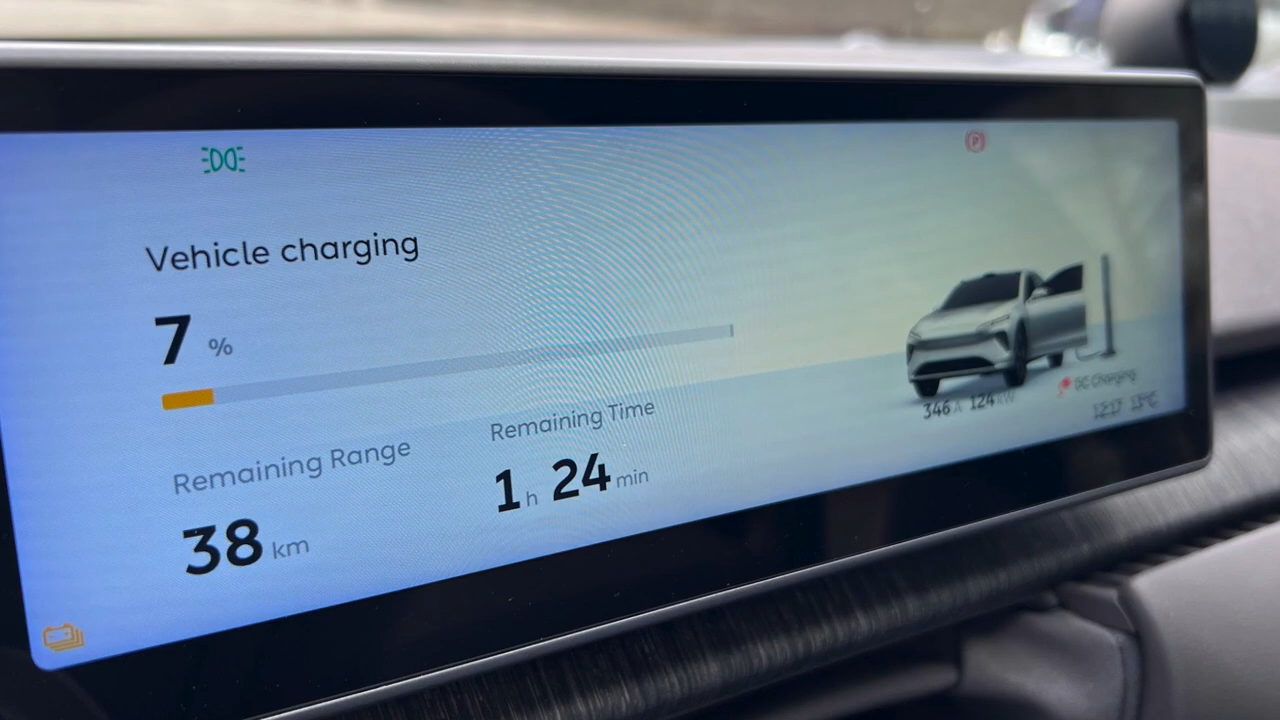 P
Vehicle charging
7 %
Remaining Range
38 km
Remaining Time
1 h 24 min
346 A 124 kW
DC Charging
12:17 13°C